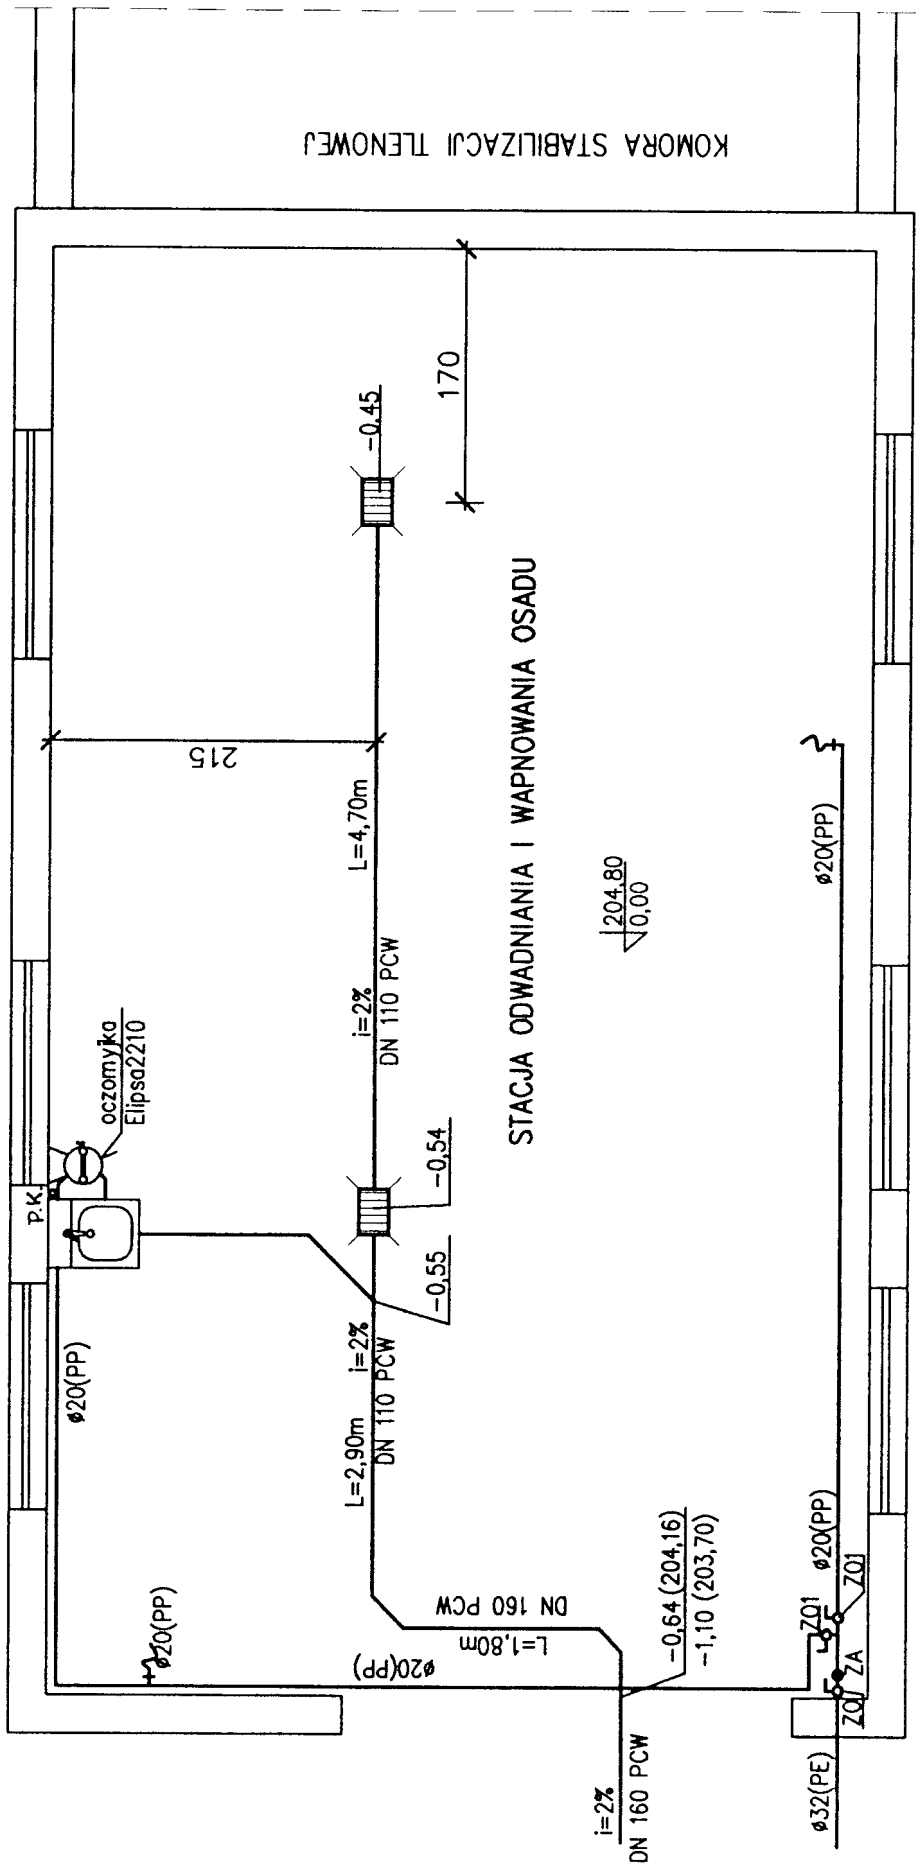 KOMORA STABILIZACJI TLENOWEJ
170
-0,45
215
L=4,70m
i=2%
DN 110 PCW
STACJA ODWADNIANIA I WAPNOWANIA OSADU
204,80
0,00
ø20(PP)
oczomyjka
Elipsa2210
P.K.
-0,54
-0,55
ø20(PP)
L=2,90m
i=2%
DN 110 PCW
ø20(PP)
ø20(PP)
DN 160 PCW
L=1,80m
-0,64 (204,16)
-1,10 (203,70)
ø20(PP)
ZO1
ZO1
ZA
ZO1
i=2%
DN 160 PCW
ø32(PE)